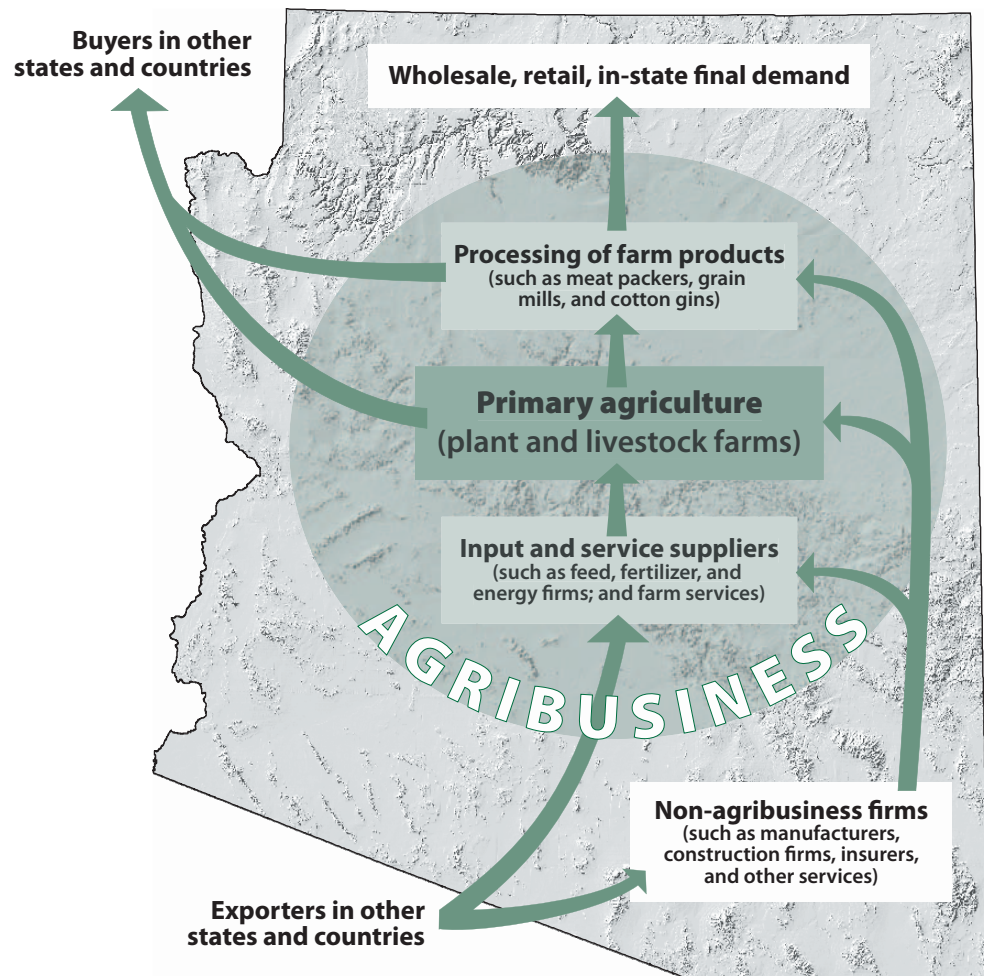 Buyers in other
states and countries
Wholesale, retail, in-state final demand
Processing of farm products
(such as meat packers, grain
mills, and cotton gins)
Primary agriculture
(plant and livestock farms)
Input and service suppliers
(such as feed, fertilizer, and
energy firms; and farm services)
AGRIBUSINESS
Non-agribusiness firms
(such as manufacturers,
construction firms, insurers,
and other services)
Exporters in other
states and countries